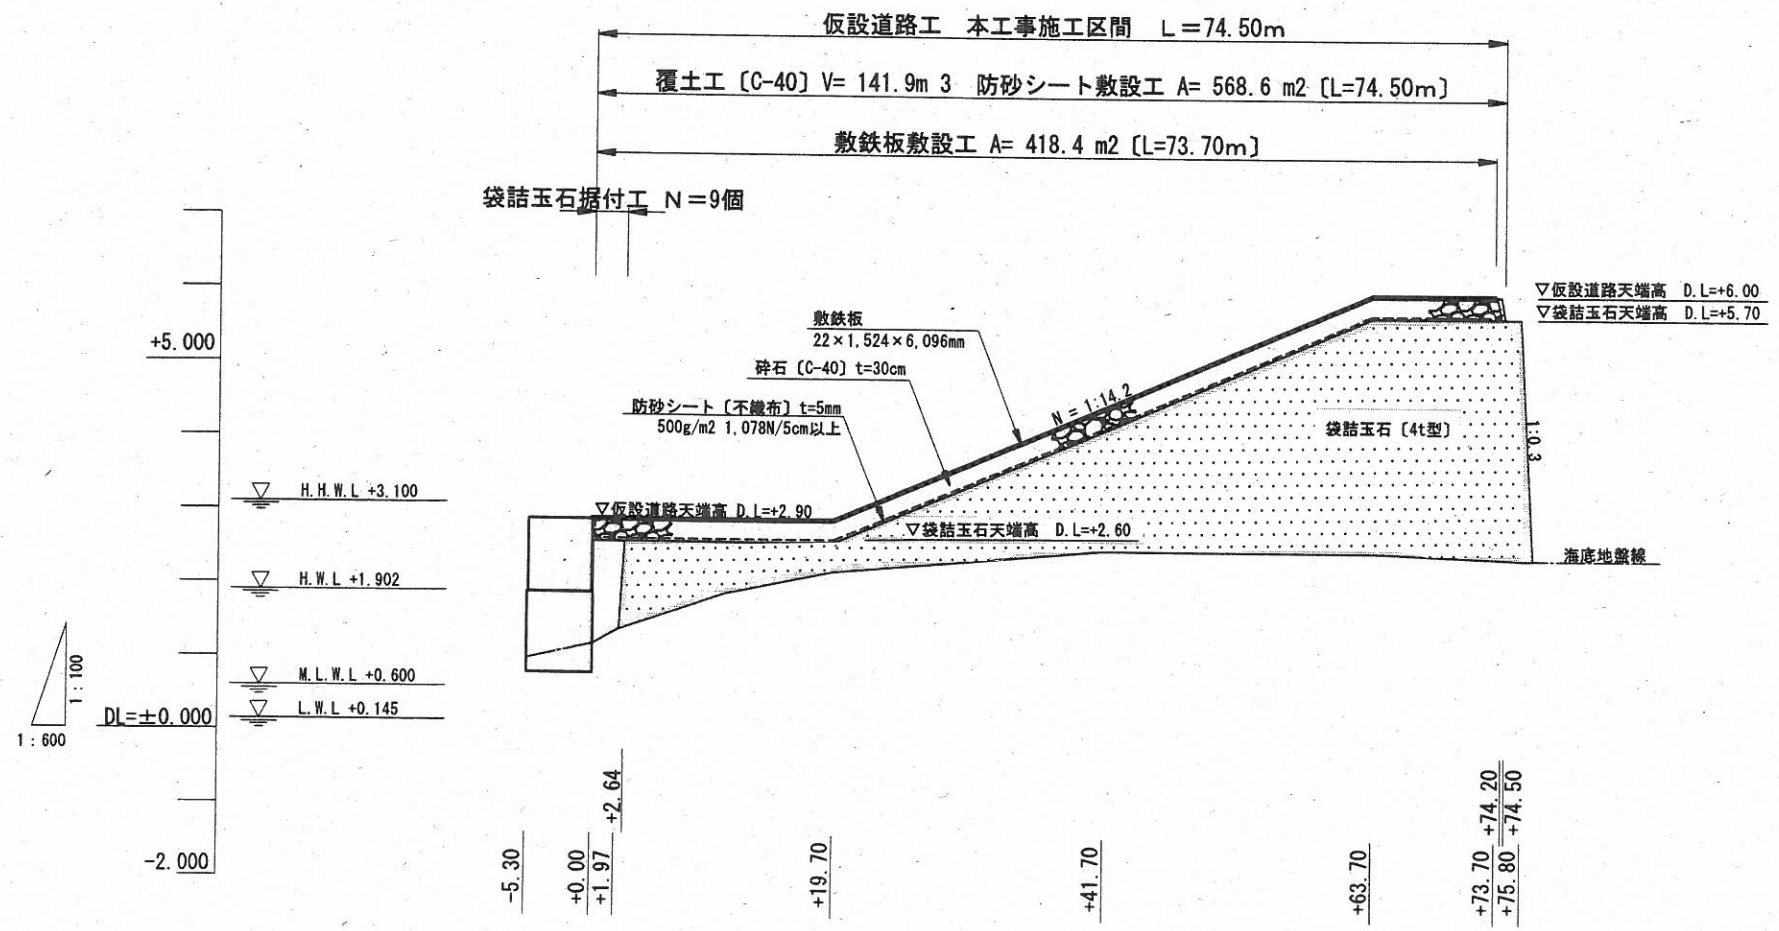 仮設道路工 本工事施工区間 L=74.50m
覆土工〔C-40〕V= 141.9m 3 防砂シート敷設工 A= 568.6 m2〔L=74.50m〕
敷鉄板敷設工 A= 418.4 m2〔L=73.70m〕
袋詰玉石据付工 N=9個
▽仮設道路天端高 D.L=+6.00
▽袋詰玉石天端高 D.L=+5.70
敷鉄板
22×1,524×6,096mm
+5.000
砕石〔C-40〕t=30cm
N = 1:14.2
防砂シート〔不織布〕t=5mm
500g/m2 1,078N/5cm以上
袋詰玉石〔4t型〕
1:0.3
H.H.W.L +3.100
▽仮設道路天端高 D.L=+2.90
▽袋詰玉石天端高 D.L=+2.60
海底地盤線
H.W.L +1.902
M.L.W.L +0.600
L.W.L +0.145
1:100
DL=±0.000
1:600
-2.000
-5.30
+0.00
+1.97
+2.64
+19.70
+41.70
+63.70
+73.70
+74.20
+75.80
+74.50